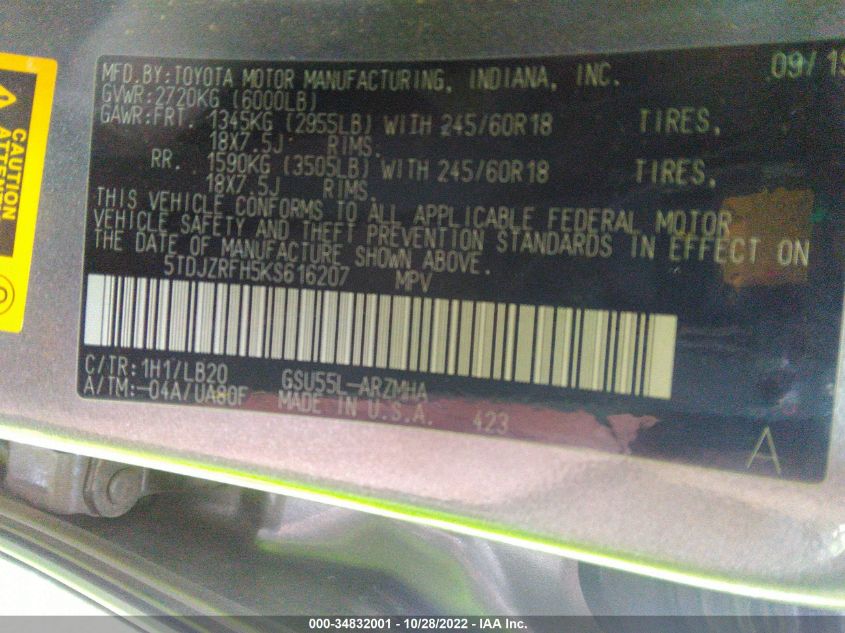 MFD.BY:TOYOTA MOTOR MANUFACTURING, INDIANA, INC. 09/19
GVWR:2720KG (6000LB)
GAWR:FRT. 1345KG (2955LB) WITH 245/60R18 TIRES,
18X7.5J RIMS.
RR. 1590KG (3505LB) WITH 245/60R18 TIRES,
18X7.5J RIMS.
THIS VEHICLE CONFORMS TO ALL APPLICABLE FEDERAL MOTOR
VEHICLE SAFETY AND THEFT PREVENTION STANDARDS IN EFFECT ON
THE DATE OF MANUFACTURE SHOWN ABOVE.
5TDJZRFH5KS616207 MPV
C/TR:1H1/LB20 GSU55L-ARZMHA
A/TM:-04A/UA80F MADE IN U.S.A. 423
A
CAUTION
000-34832001 - 10/28/2022 - IAA Inc.